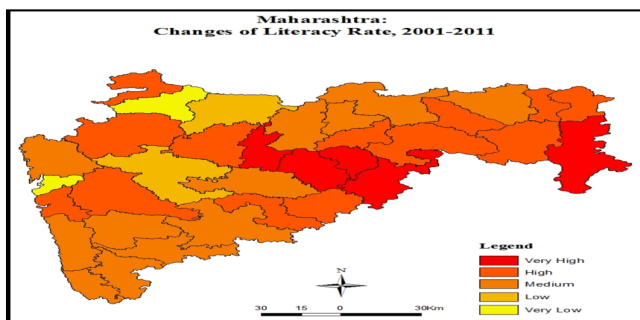 Maharashtra:
Changes of Literacy Rate, 2001-2011
Legend
Very High
High
Medium
Low
Very Low
N
30 15 0 30Km